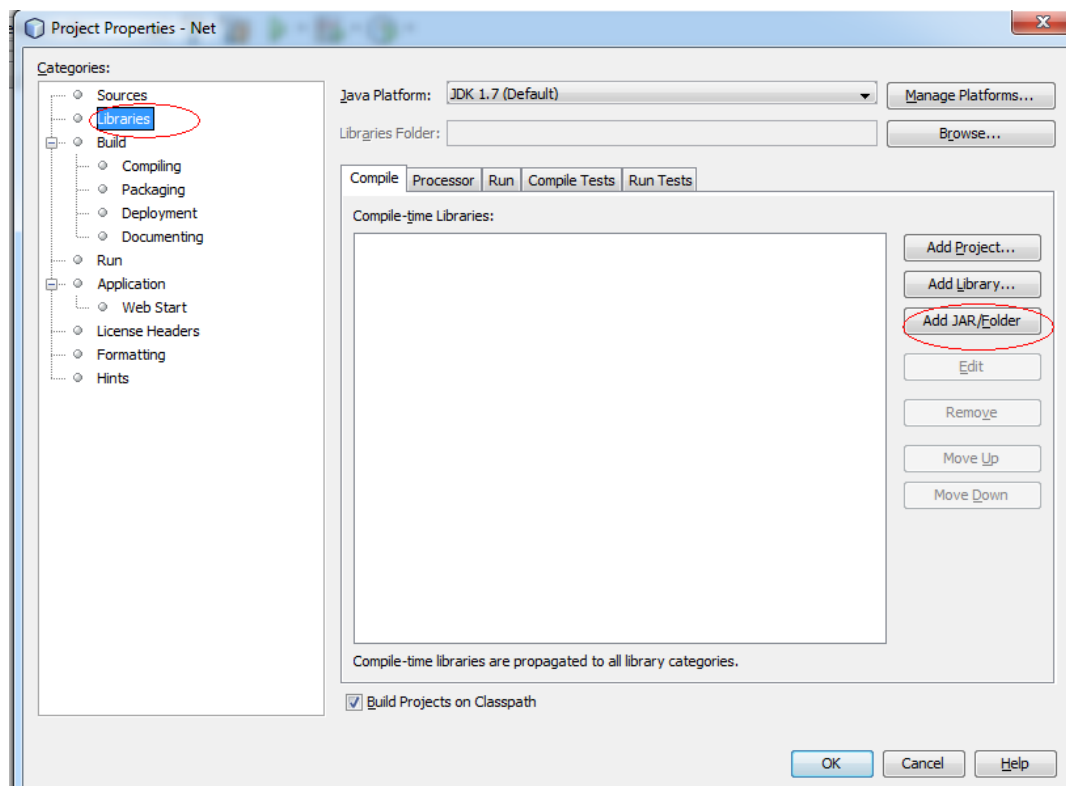 Project Properties - Net
Categories:
Sources
Libraries
Build
Compiling
Packaging
Deployment
Documenting
Run
Application
Web Start
License Headers
Formatting
Hints
Java Platform: JDK 1.7 (Default) Manage Platforms...
Libraries Folder: Browse...
Compile Processor Run Compile Tests Run Tests
Compile-time Libraries:
Add Project...
Add Library...
Add JAR/Folder
Edit
Remove
Move Up
Move Down
Compile-time libraries are propagated to all library categories.
Build Projects on Classpath
OK Cancel Help